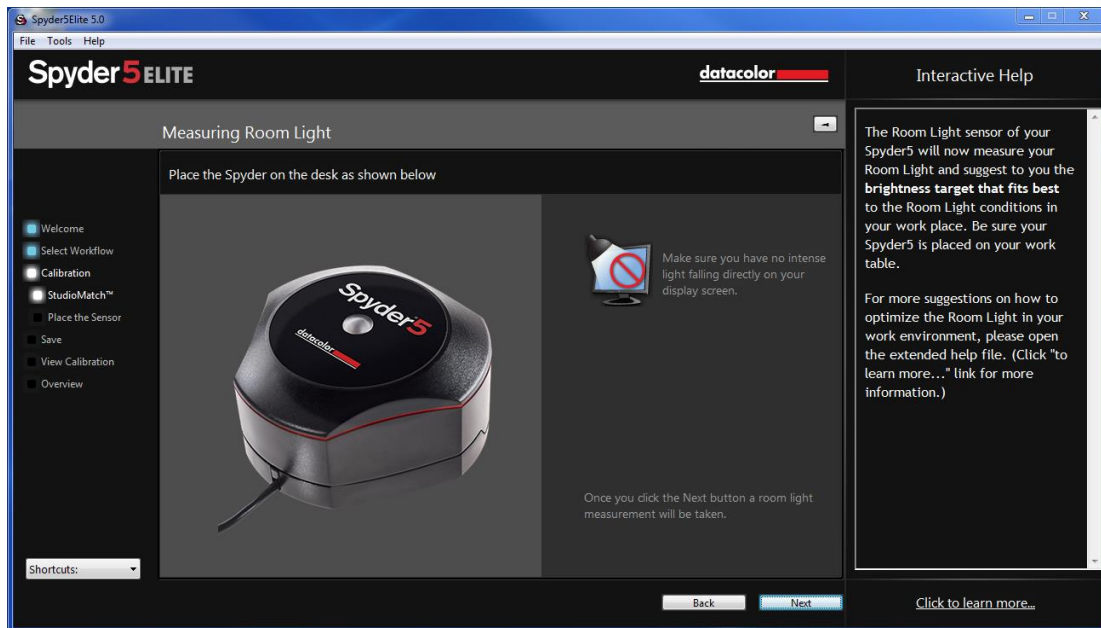 Spyder5Elite 5.0
File Tools Help
Spyder5ELITE
datacolor
Interactive Help
Measuring Room Light
Place the Spyder on the desk as shown below
Welcome
Select Workflow
Calibration
StudioMatch™
Place the Sensor
Save
View Calibration
Overview
Shortcuts:
Spyder5
datacolor
Make sure you have no intense
light falling directly on your
display screen.
Once you click the Next button a room light
measurement will be taken.
Back Next
The Room Light sensor of your
Spyder5 will now measure your
Room Light and suggest to you the
brightness target that fits best
to the Room Light conditions in
your work place. Be sure your
Spyder5 is placed on your work
table.
For more suggestions on how to
optimize the Room Light in your
work environment, please open
the extended help file. (Click "to
learn more..." link for more
information.)
Click to learn more...